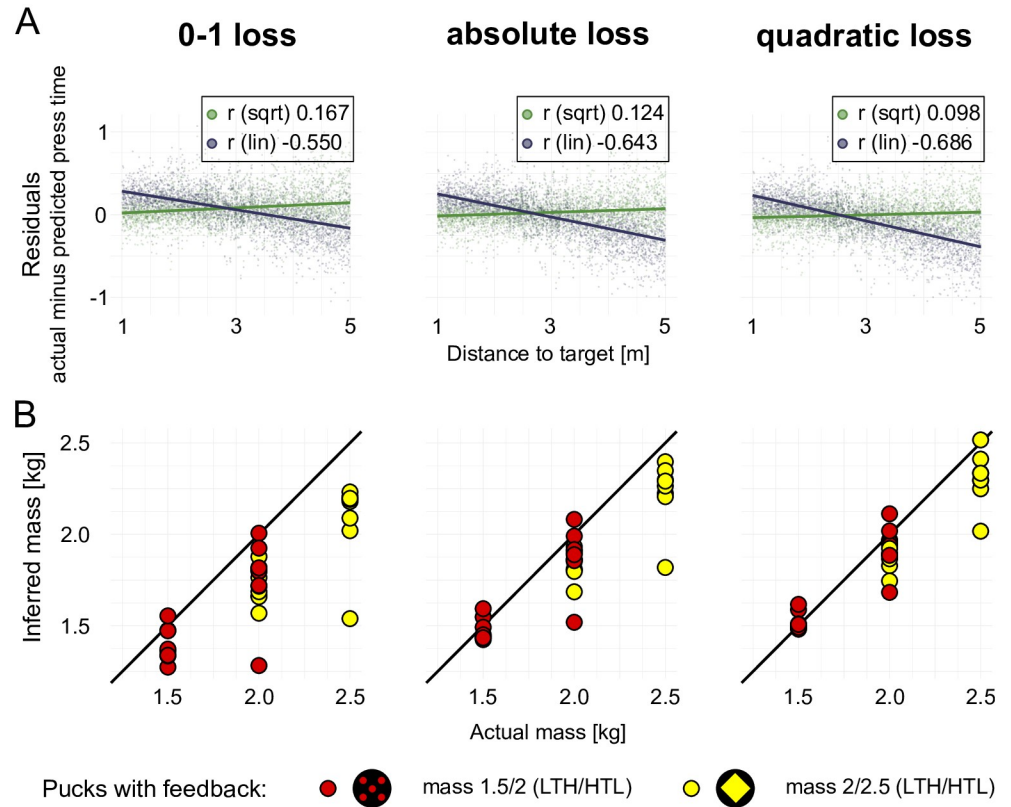 A
0-1 loss
absolute loss
quadratic loss
Residuals
actual minus predicted press time
1
0
-1
r (sqrt) 0.167
r (lin) -0.550
r (sqrt) 0.124
r (lin) -0.643
r (sqrt) 0.098
r (lin) -0.686
1 3 5
1 3 5
1 3 5
Distance to target [m]
B
Inferred mass [kg]
2.5
2.0
1.5
1.5 2.0 2.5
1.5 2.0 2.5
1.5 2.0 2.5
Actual mass [kg]
Pucks with feedback: mass 1.5/2 (LTH/HTL) mass 2/2.5 (LTH/HTL)